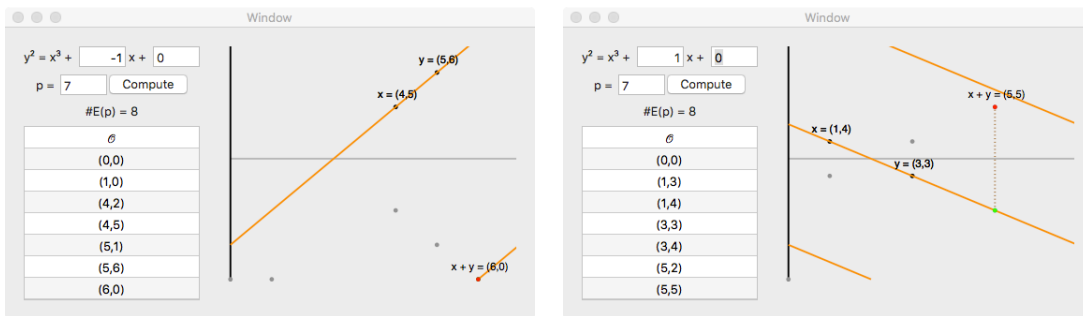 Window
y² = x³ + -1 x + 0
p = 7 Compute
#E(p) = 8
𝒪
(0,0)
(1,0)
(4,2)
(4,5)
(5,1)
(5,6)
(6,0)
y = (5,6)
x = (4,5)
x + y = (6,0)
Window
y² = x³ + 1 x + 0
p = 7 Compute
#E(p) = 8
𝒪
(0,0)
(1,3)
(1,4)
(3,3)
(3,4)
(5,2)
(5,5)
x + y = (5,5)
x = (1,4)
y = (3,3)